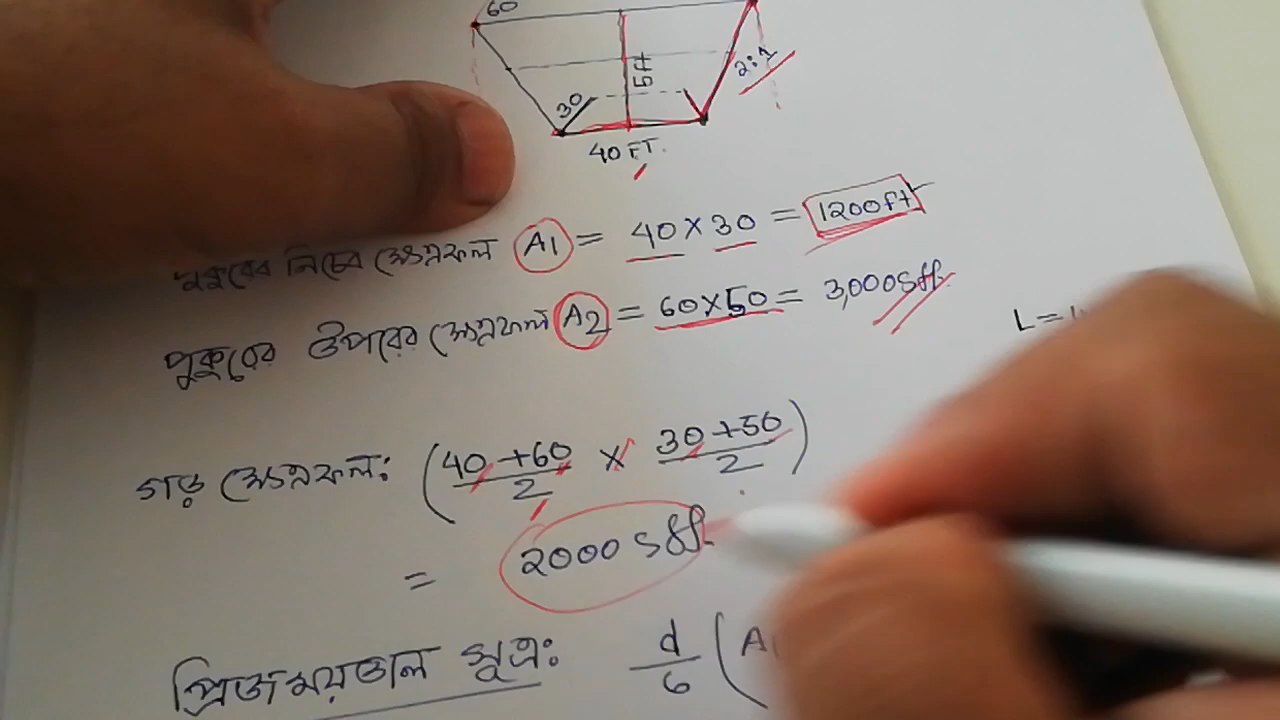 60
5ft
2:1
30
40 FT.
পুকুরের নিচের ক্ষেত্রফল A1 = 40 × 30 = 1200ft
পুকুরের উপরের ক্ষেত্রফল A2 = 60×50 = 3,000Sft
L =
গড় ক্ষেত্রফল: (40+60/2 × 30+50/2)
= 2000 sft
প্রিজময়ডাল সূত্র: d/6 (A